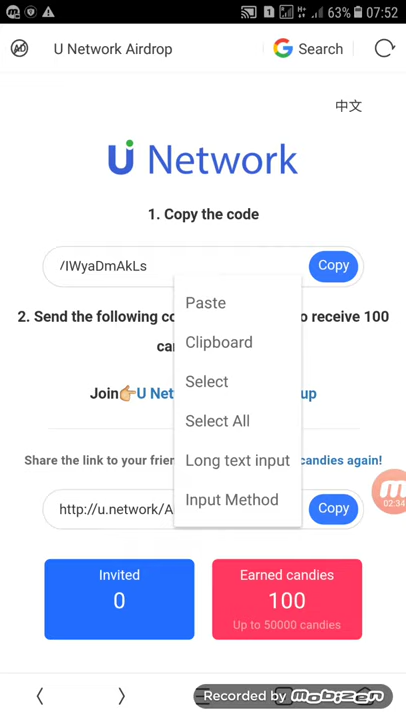 63% 07:52
AD U Network Airdrop G Search
中文
U Network
1. Copy the code
/IWyaDmAkLs Copy
Paste
2. Send the following co o receive 100
Clipboard
ca
Select
Join U Net up
Select All
Share the link to your frien candies again!
Long text input
Input Method
http://u.network/A Copy
02:34
Invited Earned candies
0 100
Up to 50000 candies
Recorded by mobizen